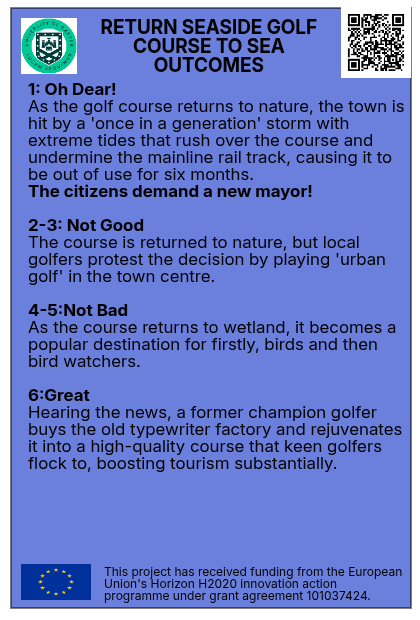 RETURN SEASIDE GOLF
COURSE TO SEA
OUTCOMES
1: Oh Dear!
As the golf course returns to nature, the town is
hit by a 'once in a generation' storm with
extreme tides that rush over the course and
undermine the mainline rail track, causing it to
be out of use for six months.
The citizens demand a new mayor!
2-3: Not Good
The course is returned to nature, but local
golfers protest the decision by playing 'urban
golf' in the town centre.
4-5:Not Bad
As the course returns to wetland, it becomes a
popular destination for firstly, birds and then
bird watchers.
6:Great
Hearing the news, a former champion golfer
buys the old typewriter factory and rejuvenates
it into a high-quality course that keen golfers
flock to, boosting tourism substantially.
This project has received funding from the European
Union's Horizon H2020 innovation action
programme under grant agreement 101037424.